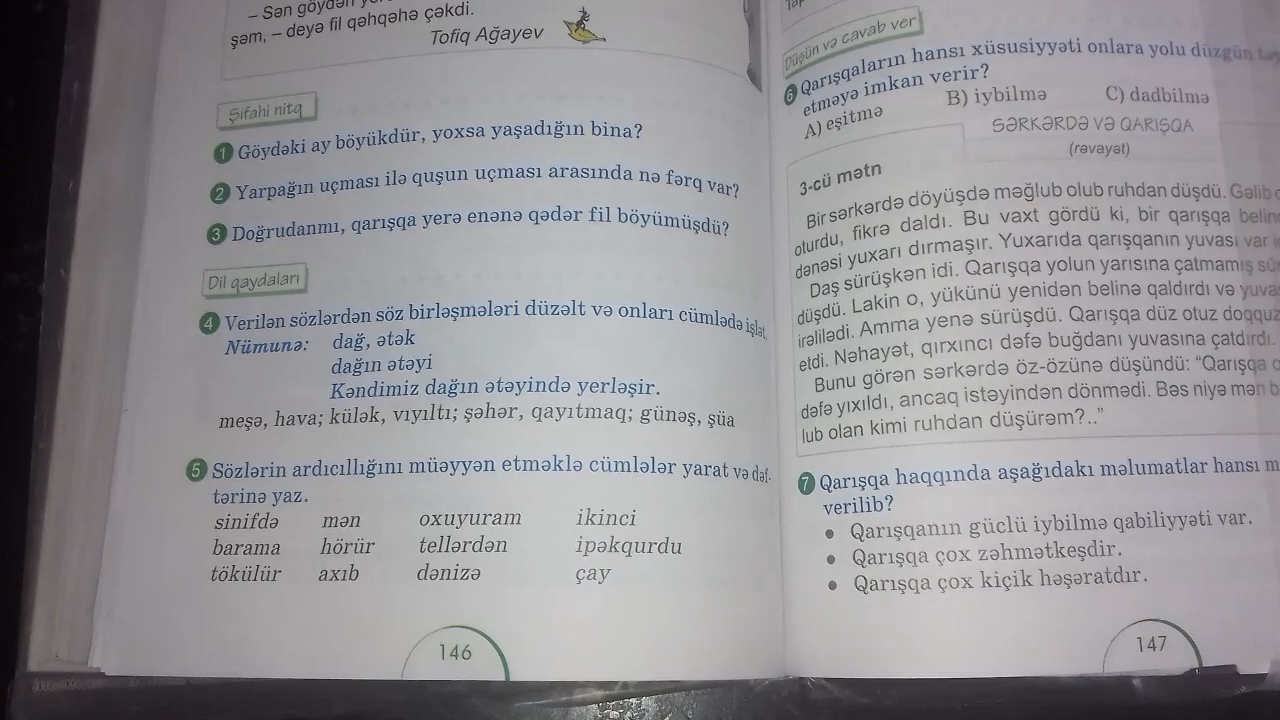 – Sən göydən
şəm, – deyə fil qəhqəhə çəkdi.
Tofiq Ağayev
Şifahi nitq
1 Göydəki ay böyükdür, yoxsa yaşadığın bina?
2 Yarpağın uçması ilə quşun uçması arasında nə fərq var?
3 Doğrudanmı, qarışqa yerə enənə qədər fil böyümüşdü?
Dil qaydaları
4 Verilən sözlərdən söz birləşmələri düzəlt və onları cümlədə işlət.
Nümunə: dağ, ətək
dağın ətəyi
Kəndimiz dağın ətəyində yerləşir.
meşə, hava; külək, vıyıltı; şəhər, qayıtmaq; günəş, şüa
5 Sözlərin ardıcıllığını müəyyən etməklə cümlələr yarat və dəf-
tərinə yaz.
sinifdə mən oxuyuram ikinci
barama hörür tellərdən ipəkqurdu
tökülür axıb dənizə çay
146
Düşün və cavab ver
6 Qarışqaların hansı xüsusiyyəti onlara yolu düzgün
etməyə imkan verir?
A) eşitmə B) iybilmə C) dadbilmə
SƏRKƏRDƏ VƏ QARIŞQA
(rəvayət)
3-cü mətn
Bir sərkərdə döyüşdə məğlub olub ruhdan düşdü. Gəlib
oturdu, fikrə daldı. Bu vaxt gördü ki, bir qarışqa
dənəsi yuxarı dırmaşır. Yuxarıda qarışqanın yuvası var
Daş sürüşkən idi. Qarışqa yolun yarısına çatmamış
düşdü. Lakin o, yükünü yenidən belinə qaldırdı və
irəlilədi. Amma yenə sürüşdü. Qarışqa düz otuz doqquz
etdi. Nəhayət, qırxıncı dəfə buğdanı yuvasına çatdırdı.
Bunu görən sərkərdə öz-özünə düşündü: “Qarışqa
dəfə yıxıldı, ancaq istəyindən dönmədi. Bəs niyə mən
lub olan kimi ruhdan düşürəm?..”
7 Qarışqa haqqında aşağıdakı məlumatlar hansı
verilib?
• Qarışqanın güclü iybilmə qabiliyyəti var.
• Qarışqa çox zəhmətkeşdir.
• Qarışqa çox kiçik həşəratdır.
147